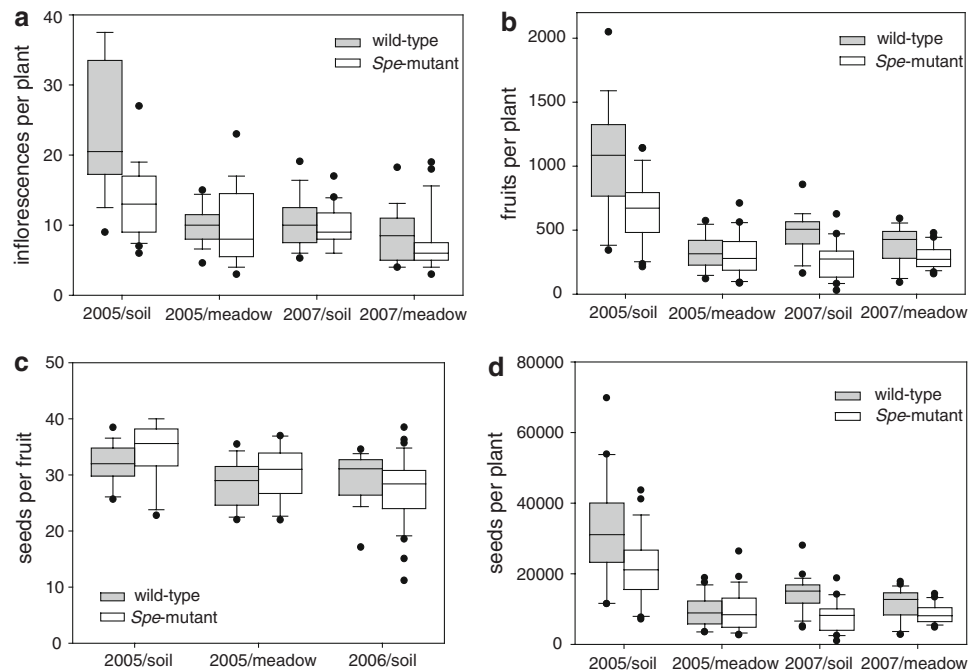 a
inflorescences per plant
40
30
20
10
0
wild-type
Spe-mutant
2005/soil 2005/meadow 2007/soil 2007/meadow
b
fruits per plant
2000
1500
1000
500
0
wild-type
Spe-mutant
2005/soil 2005/meadow 2007/soil 2007/meadow
c
seeds per fruit
50
40
30
20
10
0
wild-type
Spe-mutant
2005/soil 2005/meadow 2006/soil
d
seeds per plant
80000
60000
40000
20000
0
wild-type
Spe-mutant
2005/soil 2005/meadow 2007/soil 2007/meadow